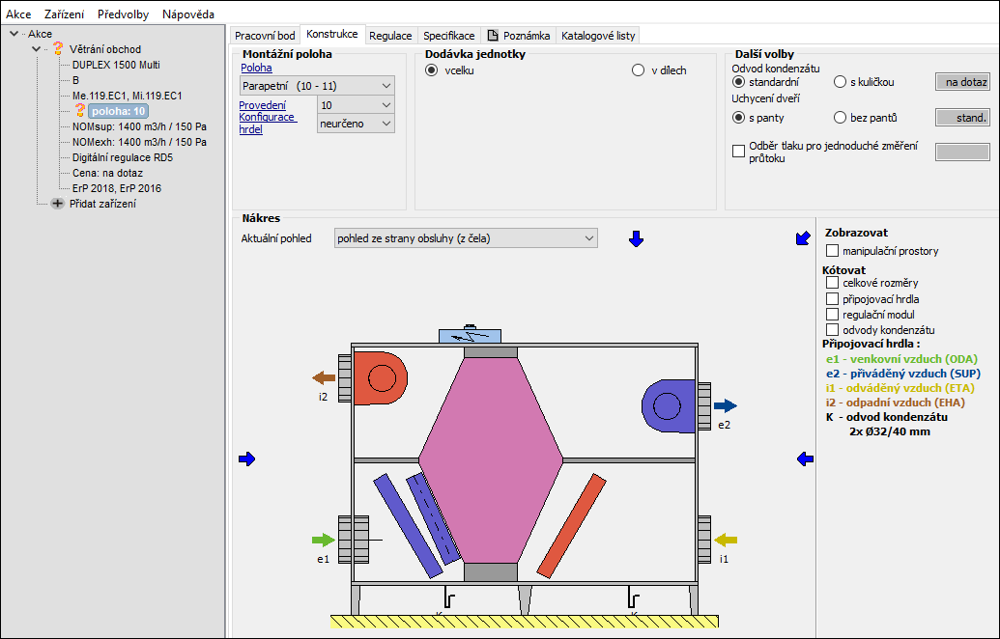 Akce Zařízení Předvolby Nápověda
Akce
Větrání obchod
DUPLEX 1500 Multi
B
Me.119.EC1, Mi.119.EC1
poloha: 10
NOMsup: 1400 m3/h / 150 Pa
NOMexh: 1400 m3/h / 150 Pa
Digitální regulace RD5
Cena: na dotaz
ErP 2018, ErP 2016
Přidat zařízení
Pracovní bod Konstrukce Regulace Specifikace Poznámka Katalogové listy
Montážní poloha
Poloha
Parapetní (10 - 11)
Provedení 10
Konfigurace hrdel neurčeno
Dodávka jednotky
vcelku v dílech
Další volby
Odvod kondenzátu
standardní s kuličkou na dotaz
Uchycení dveří
s panty bez pantů stand.
Odběr tlaku pro jednoduché změření
průtoku
Nákres
Aktuální pohled pohled ze strany obsluhy (z čela)
i2
e2
e1
i1
K
K
Zobrazovat
manipulační prostory
Kótovat
celkové rozměry
připojovací hrdla
regulační modul
odvody kondenzátu
Připojovací hrdla :
e1 - venkovní vzduch (ODA)
e2 - přiváděný vzduch (SUP)
i1 - odváděný vzduch (ETA)
i2 - odpadní vzduch (EHA)
K - odvod kondenzátu
2x Ø32/40 mm